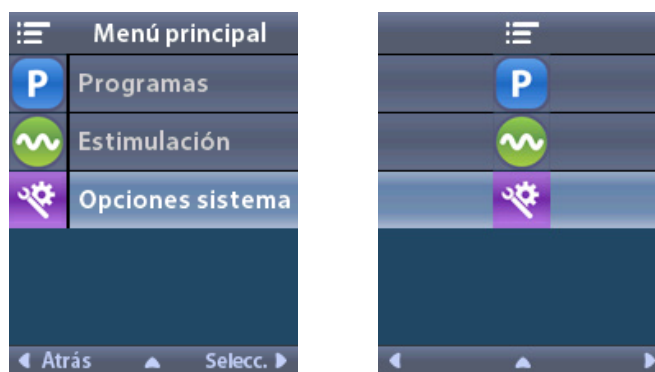 Menú principal
P Programas
Estimulación
Opciones sistema
Atrás Selecc.
P